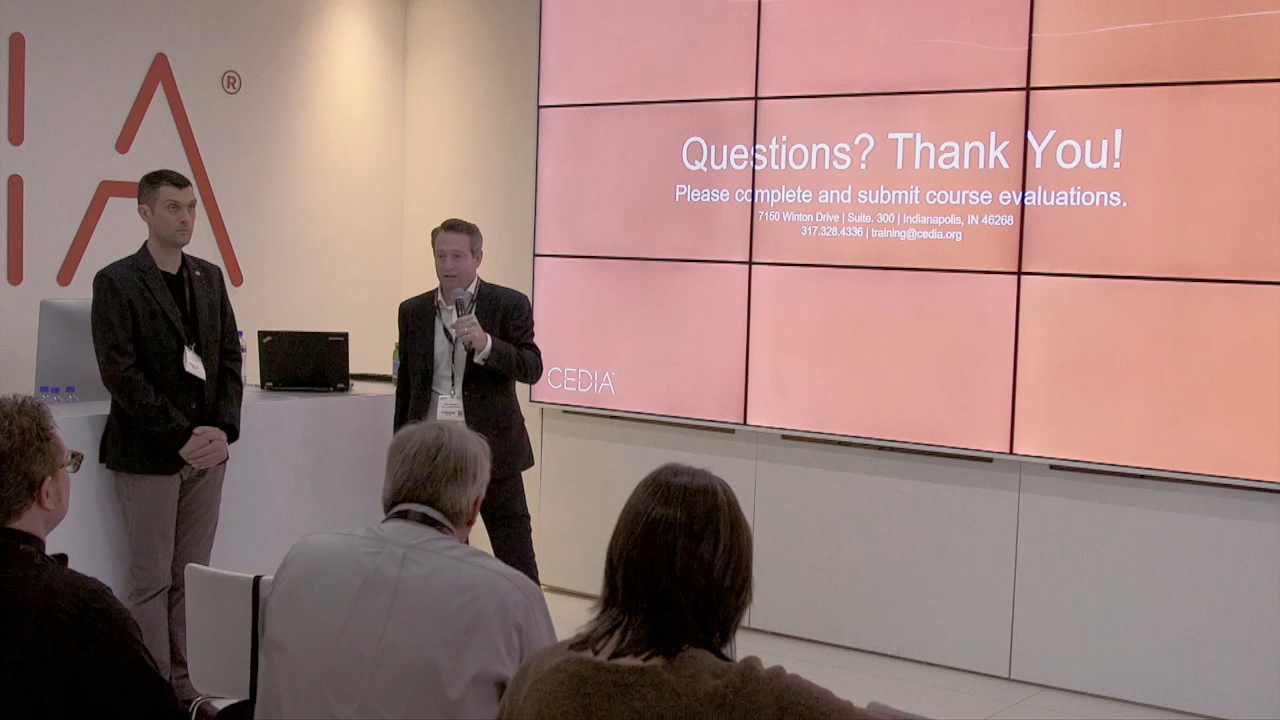 DIA®
Questions? Thank You!
Please complete and submit course evaluations.
7150 Winton Drive | Suite. 300 | Indianapolis, IN 46268
317.328.4336 | training@cedia.org
CEDIA